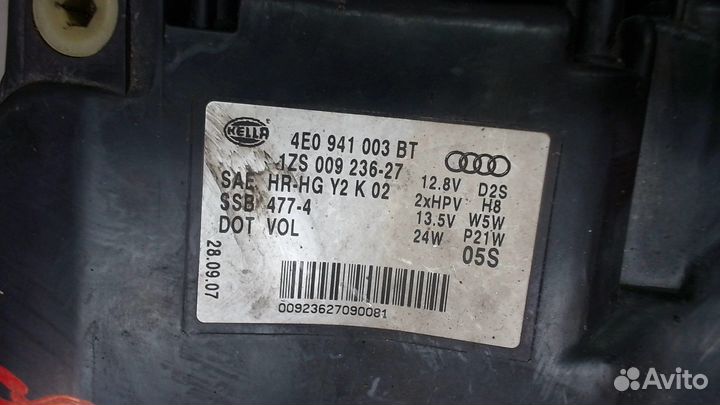 HELLA
4E0 941 003 BT
1ZS 009 236-27
SAE HR-HG Y2 K 02
SSB 477-4
DOT VOL
12.8V D2S
2xHPV H8
13.5V W5W
24W P21W
05S
28.09.07
00923627090081
Avito